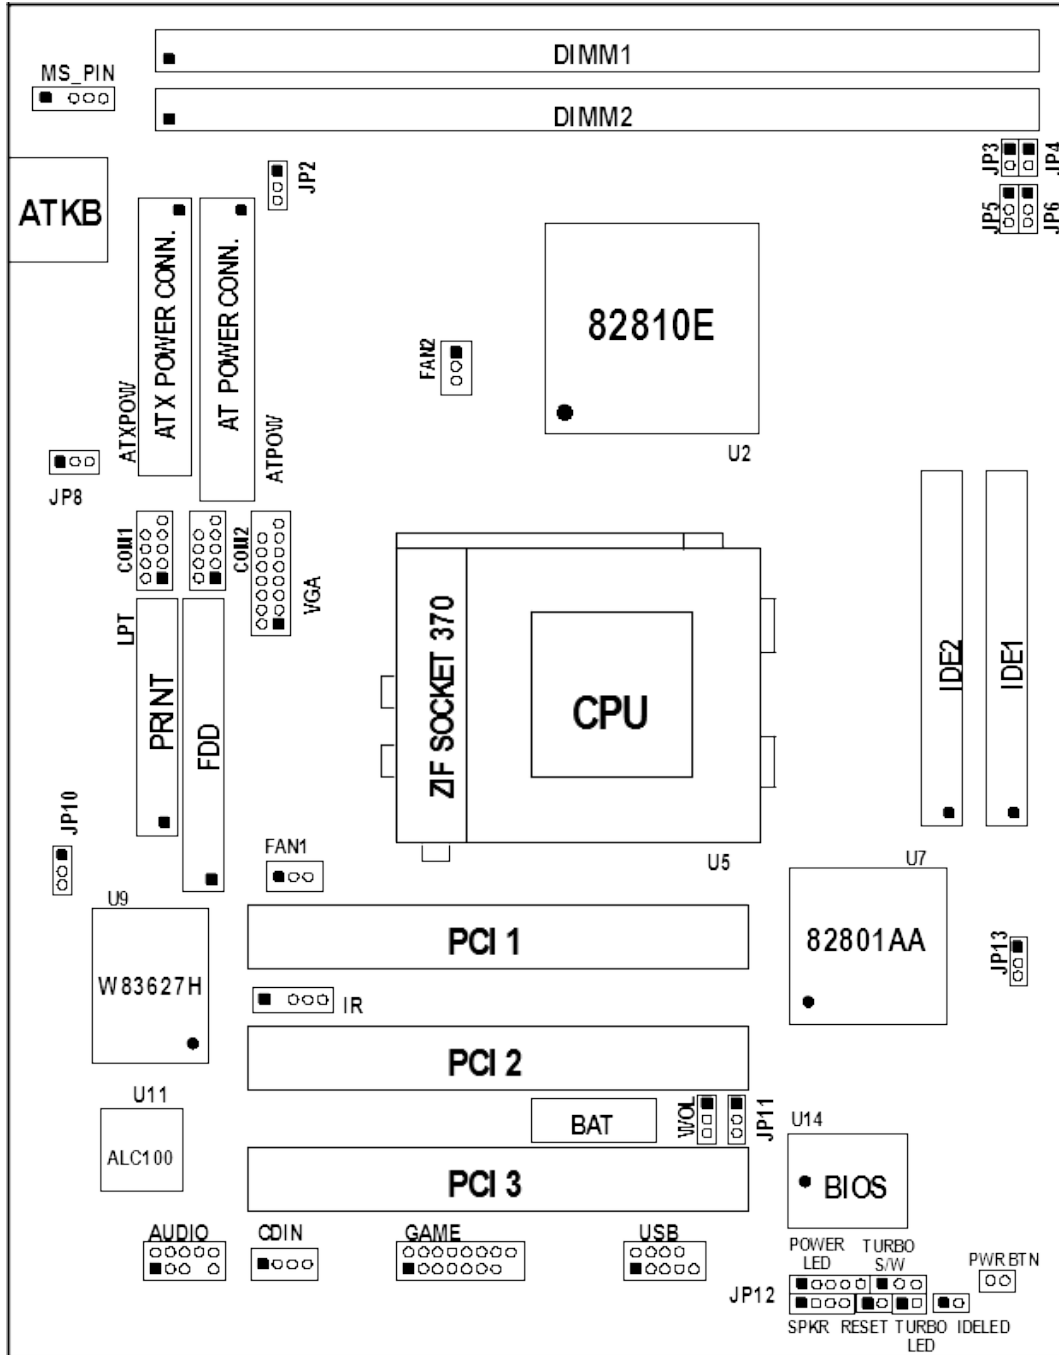 DIMM1
MS_PIN
DIMM2
JP3
JP4
JP2
ATKB
JP5
JP6
ATX POWER CONN.
AT POWER CONN.
82810E
FAN2
ATXPOW
ATPOW
U2
JP8
COM1
COM2
VGA
LPT
ZIF SOCKET 370
CPU
IDE2
IDE1
PRINT
FDD
JP10
FAN1
U5
U7
U9
PCI 1
82801AA
JP13
W83627H
IR
PCI 2
U11
WOL
JP11
BAT
U14
ALC100
PCI 3
BIOS
AUDIO
CDIN
GAME
USB
POWER
LED
TURBO
S/W
PWR BTN
JP12
SPKR
RESET
TURBO
LED
IDELED